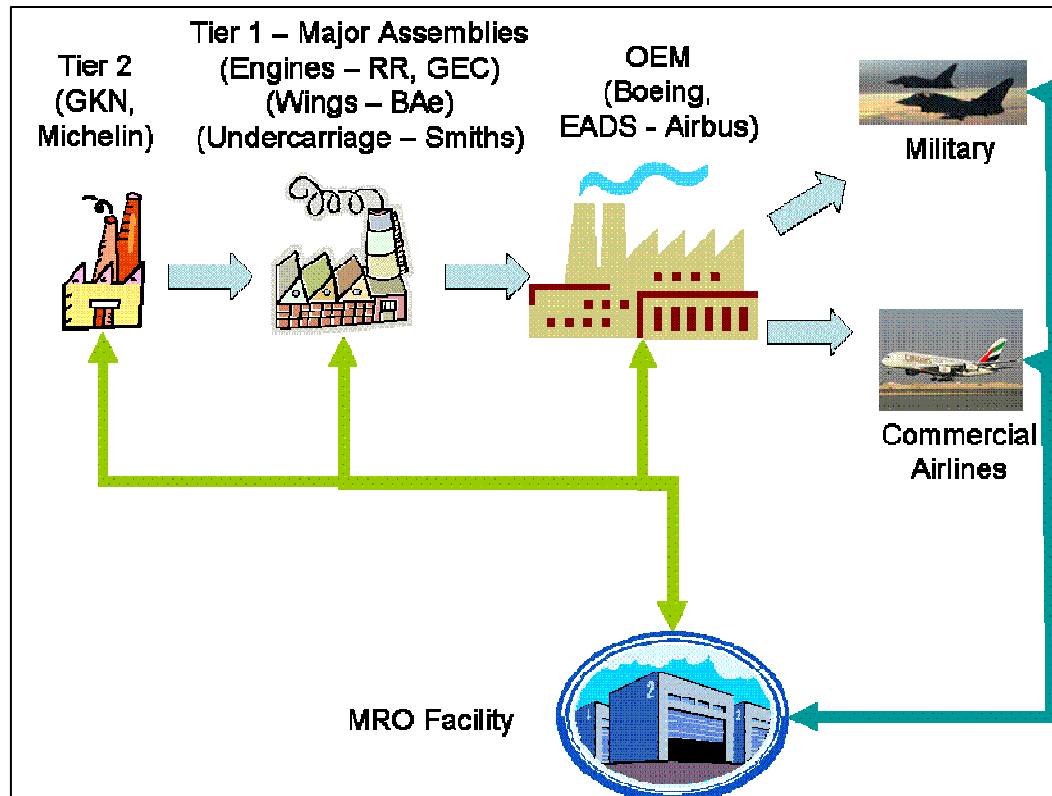 Tier 2
(GKN,
Michelin)
Tier 1 – Major Assemblies
(Engines – RR, GEC)
(Wings – BAe)
(Undercarriage – Smiths)
OEM
(Boeing,
EADS - Airbus)
Military
Commercial
Airlines
2
MRO Facility